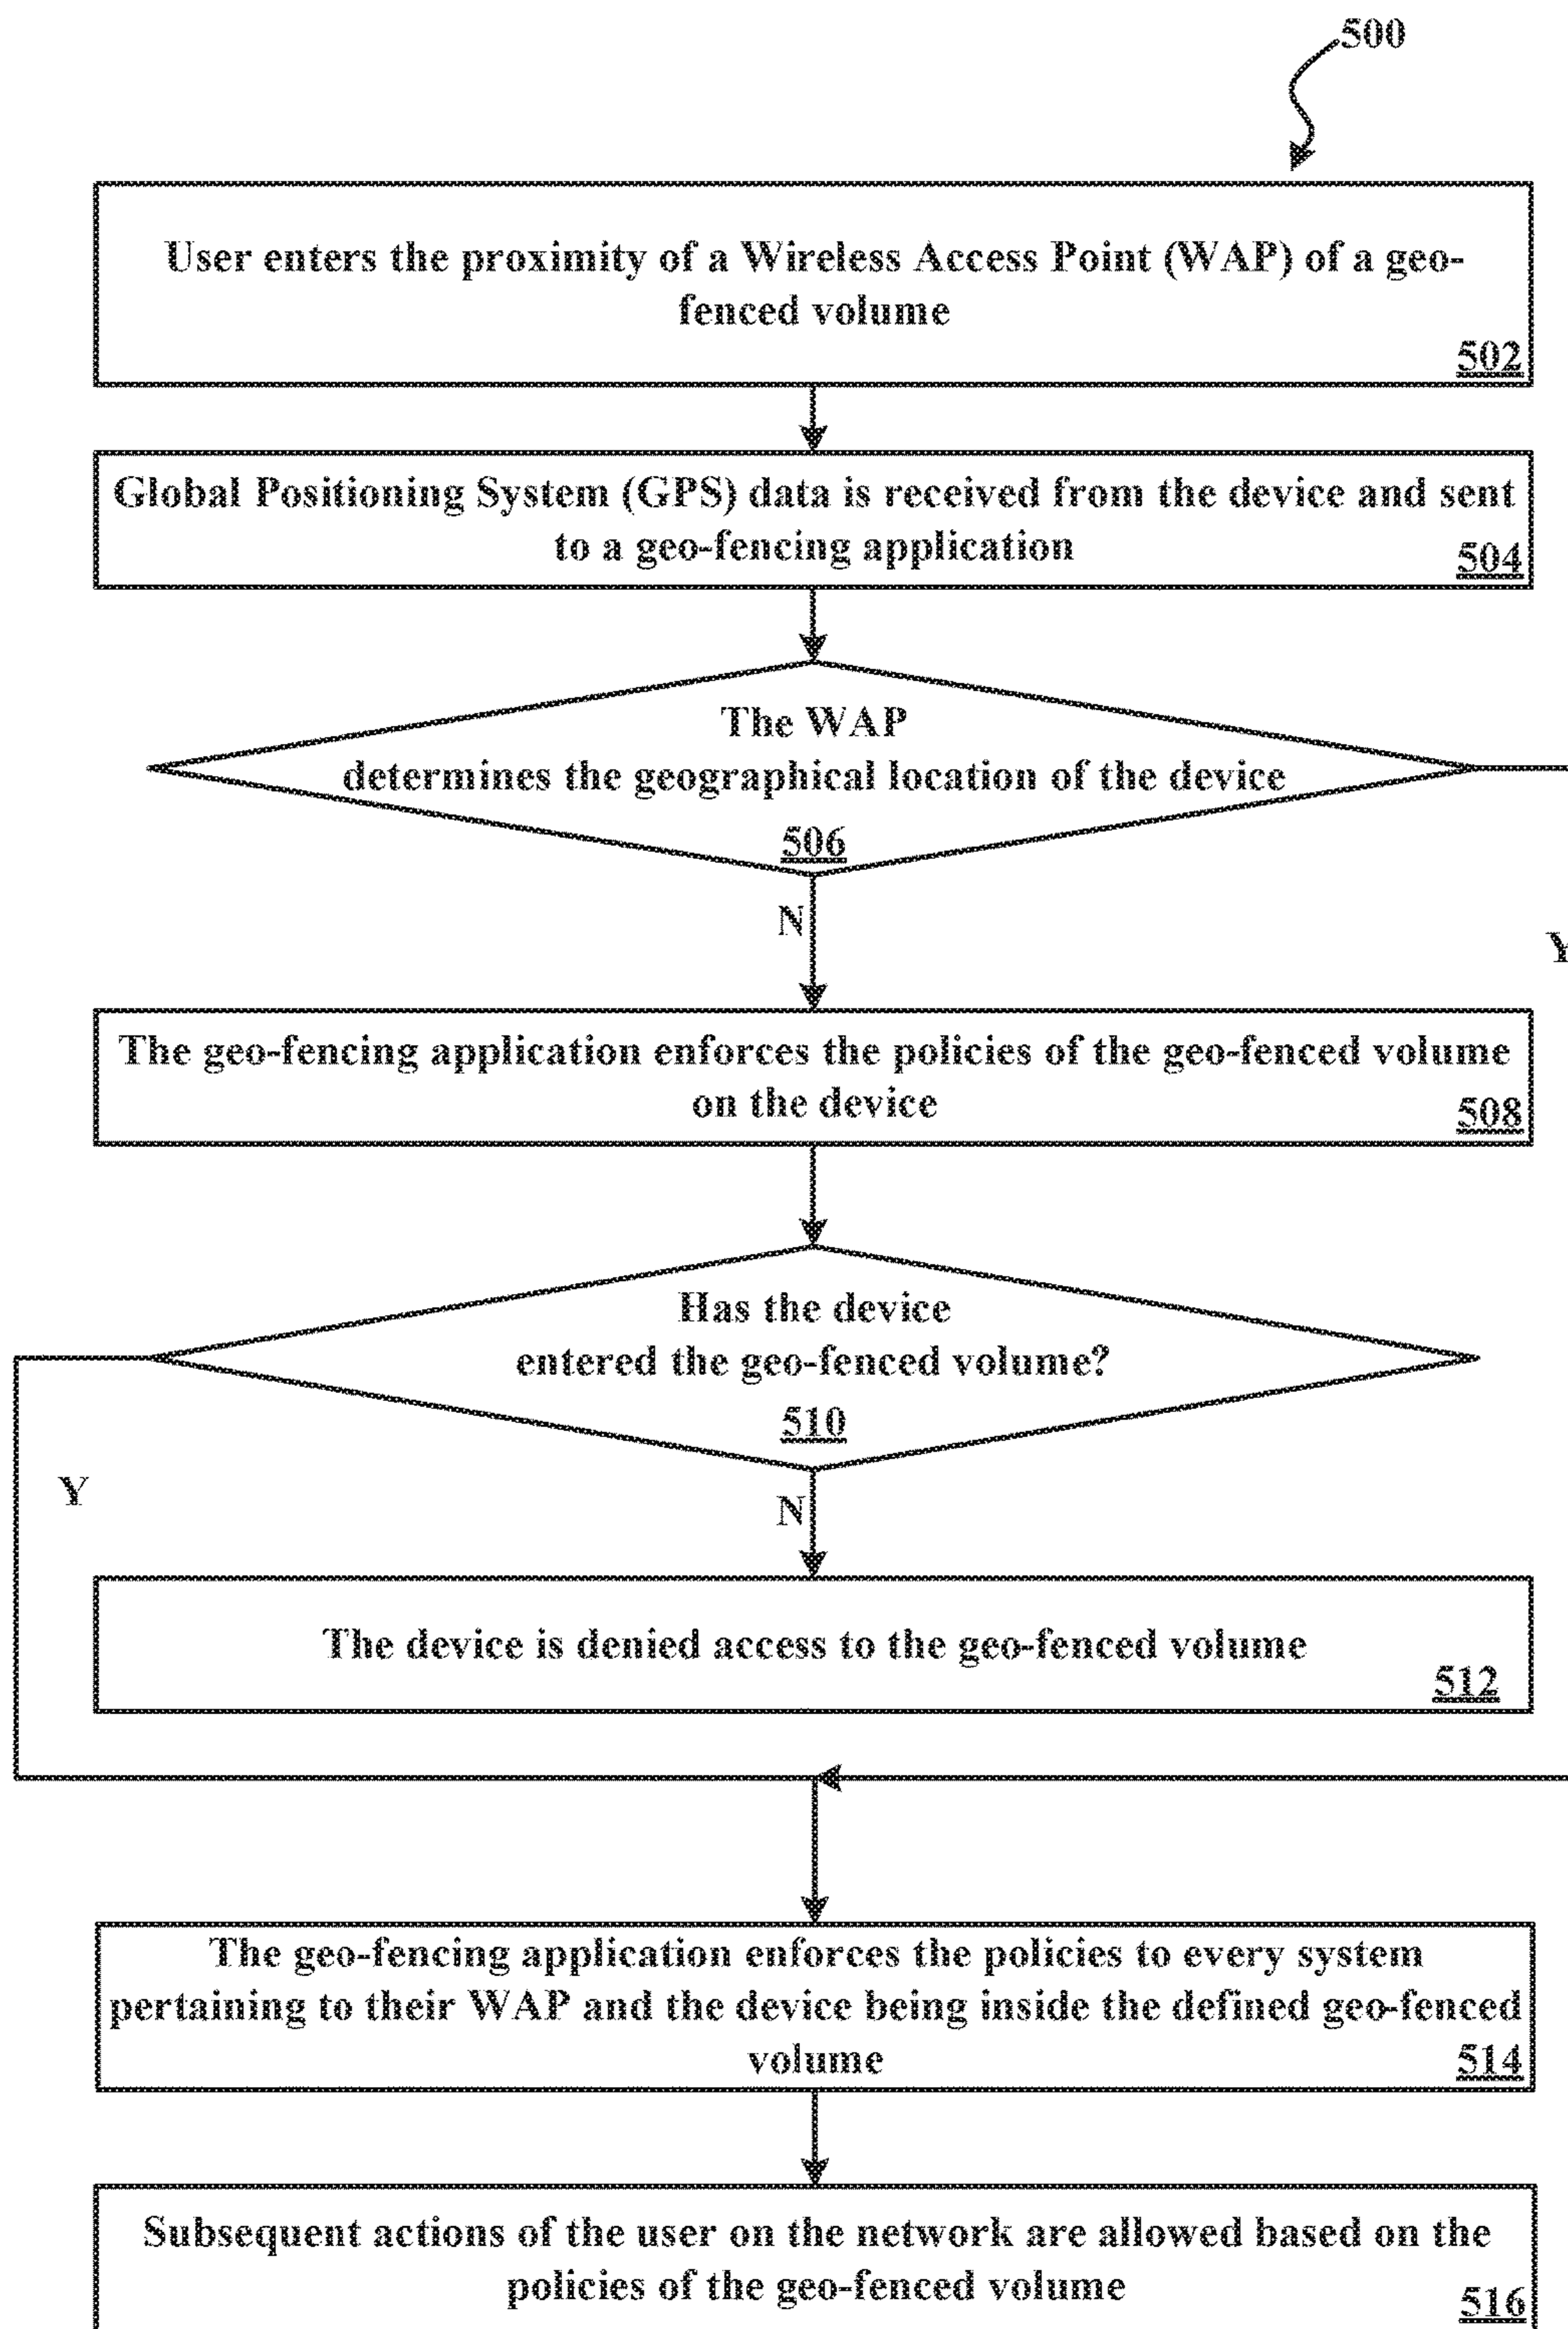 500
User enters the proximity of a Wireless Access Point (WAP) of a geo-
fenced volume
502
Global Positioning System (GPS) data is received from the device and sent
to a geo-fencing application
504
The WAP
determines the geographical location of the device
506
N
Y
The geo-fencing application enforces the policies of the geo-fenced volume
on the device
508
Has the device
entered the geo-fenced volume?
510
Y
N
The device is denied access to the geo-fenced volume
512
The geo-fencing application enforces the policies to every system
pertaining to their WAP and the device being inside the defined geo-fenced
volume
514
Subsequent actions of the user on the network are allowed based on the
policies of the geo-fenced volume
516